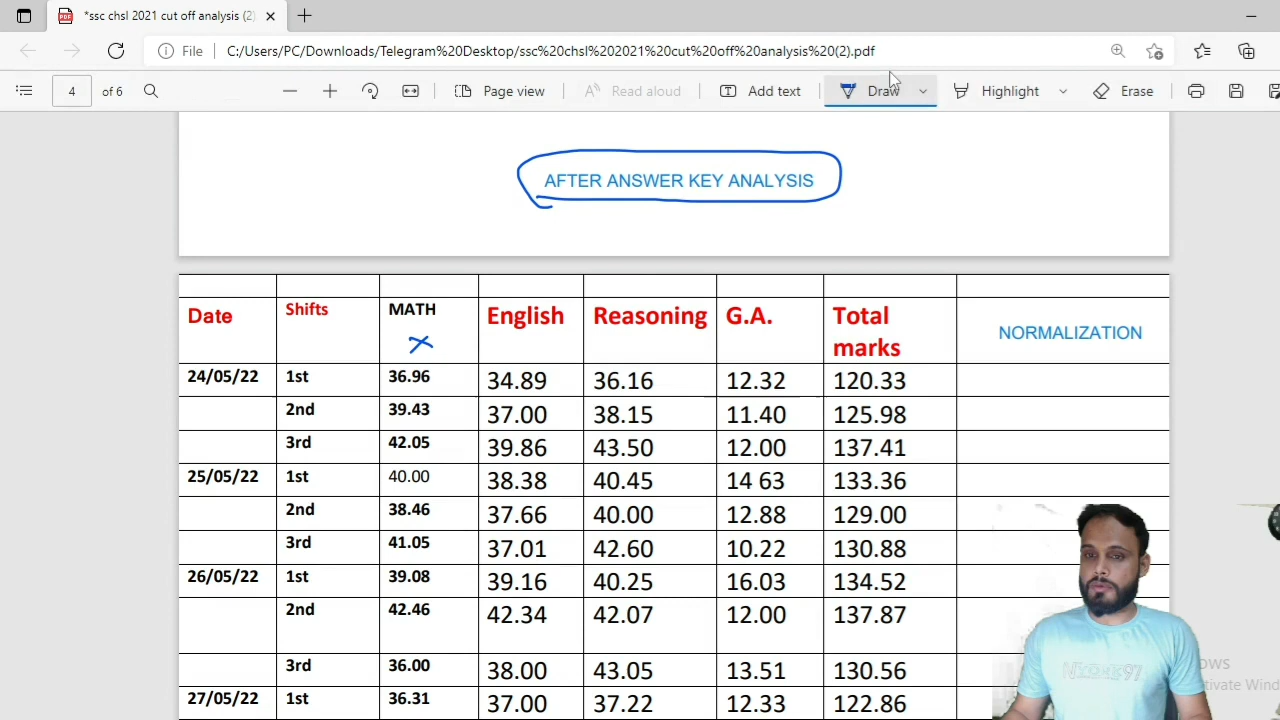 *ssc chsl 2021 cut off analysis (2)
File C:/Users/PC/Downloads/Telegram%20Desktop/ssc%20chsl%202021%20cut%20off%20analysis%20(2).pdf
4 of 6 Page view Read aloud Add text Draw Highlight Erase
AFTER ANSWER KEY ANALYSIS
Date Shifts MATH English Reasoning G.A. Total marks NORMALIZATION
24/05/22 1st 36.96 34.89 36.16 12.32 120.33
2nd 39.43 37.00 38.15 11.40 125.98
3rd 42.05 39.86 43.50 12.00 137.41
25/05/22 1st 40.00 38.38 40.45 14 63 133.36
2nd 38.46 37.66 40.00 12.88 129.00
3rd 41.05 37.01 42.60 10.22 130.88
26/05/22 1st 39.08 39.16 40.25 16.03 134.52
2nd 42.46 42.34 42.07 12.00 137.87
3rd 36.00 38.00 43.05 13.51 130.56
27/05/22 1st 36.31 37.00 37.22 12.33 122.86